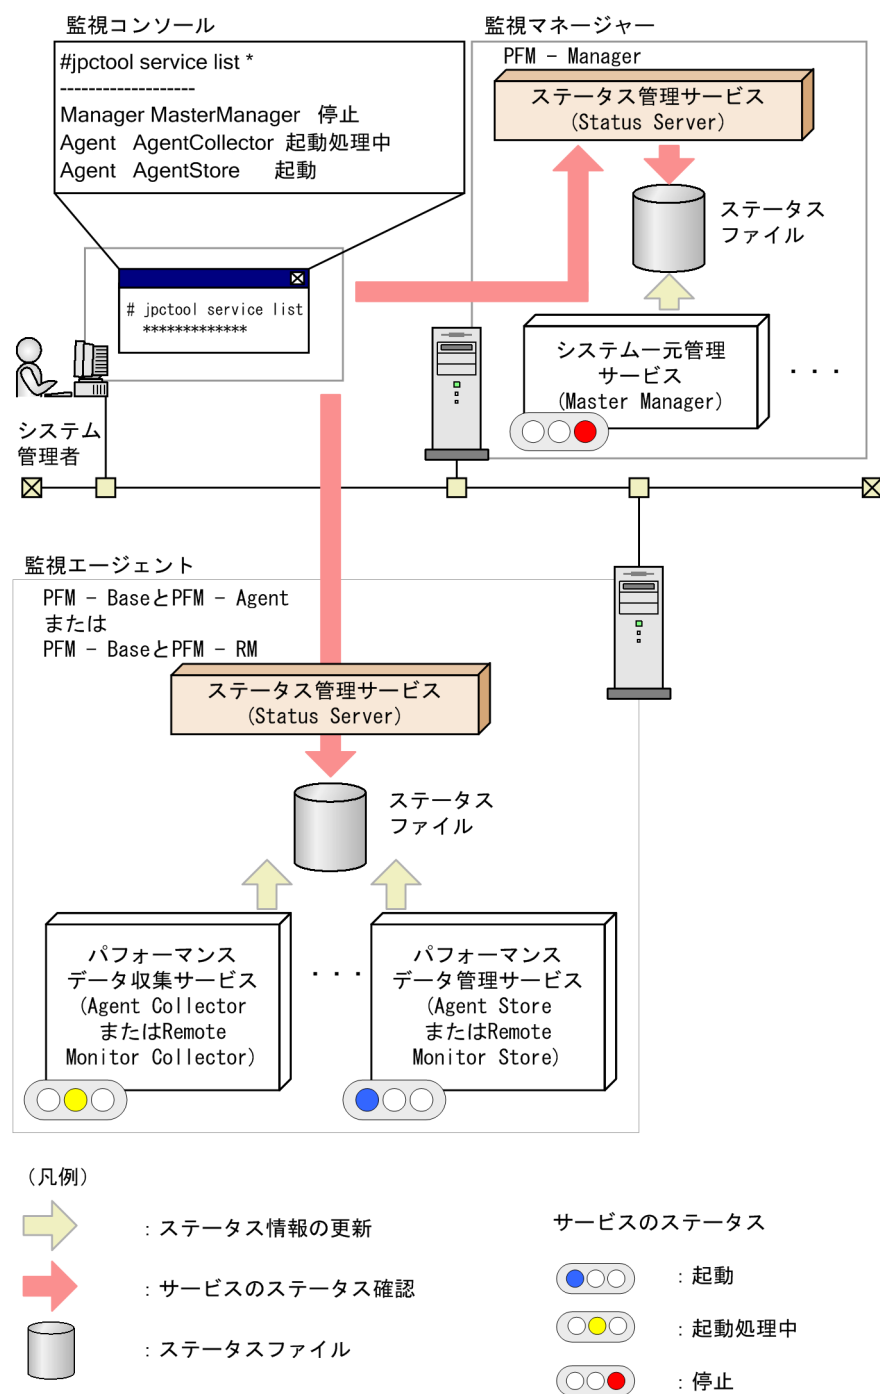 監視コンソール
#jpctool service list *
-------------------
Manager MasterManager 停止
Agent AgentCollector 起動処理中
Agent AgentStore 起動
# jpctool service list
*************
システム
管理者
監視マネージャー
PFM - Manager
ステータス管理サービス
(Status Server)
ステータス
ファイル
システム一元管理
サービス
(Master Manager)
・・・
監視エージェント
PFM - BaseとPFM - Agent
または
PFM - BaseとPFM - RM
ステータス管理サービス
(Status Server)
ステータス
ファイル
パフォーマンス
データ収集サービス
(Agent Collector
またはRemote
Monitor Collector)
・・・
パフォーマンス
データ管理サービス
(Agent Store
またはRemote
Monitor Store)
(凡例)
: ステータス情報の更新
: サービスのステータス確認
: ステータスファイル
サービスのステータス
: 起動
: 起動処理中
: 停止